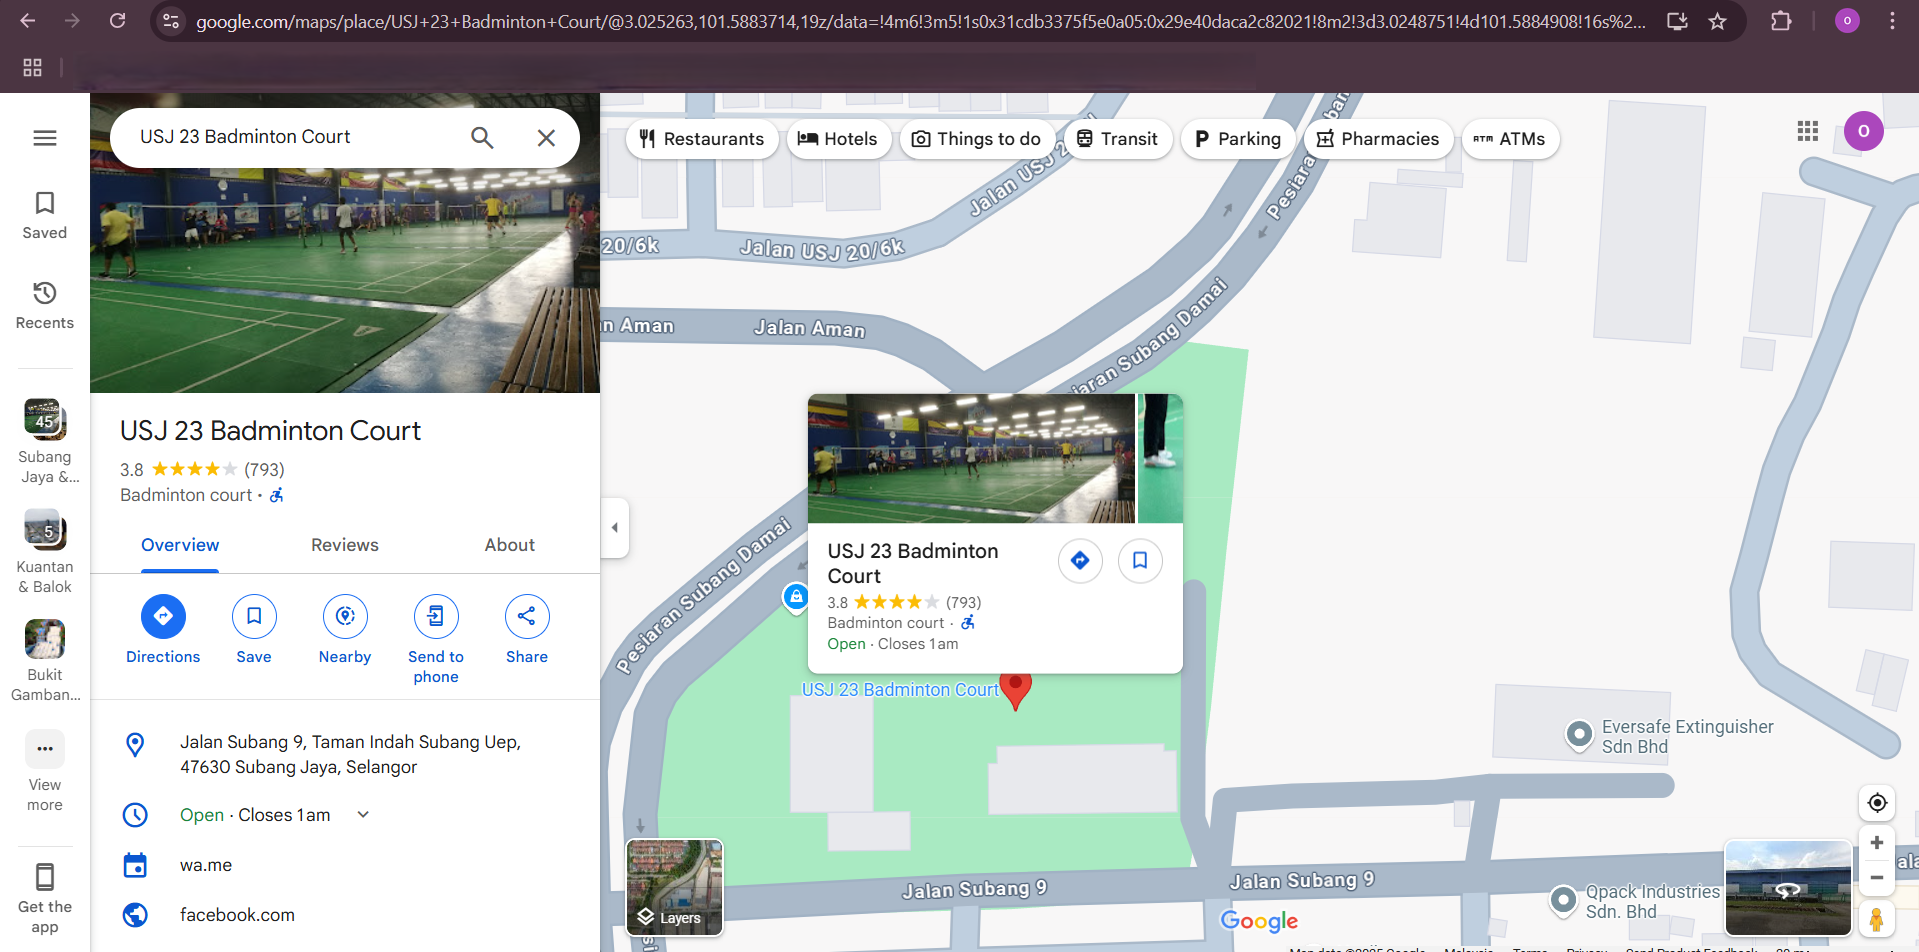 google.com/maps/place/USJ+23+Badminton+Court/@3.025263,101.5883714,19z/data=!4m6!3m5!1s0x31cdb3375f5e0a05:0x29e40daca2c82021!8m2!3d3.0248751!4d101.5884908!16s%2...
O
USJ 23 Badminton Court
Restaurants
Hotels
Things to do
Transit
Parking
Pharmacies
ATM ATMs
O
Saved
Recents
45
Subang
Jaya &...
5
Kuantan
& Balok
Bukit
Gamban...
View
more
Get the
app
USJ 23 Badminton Court
3.8 (793)
Badminton court ·
Overview
Reviews
About
Directions
Save
Nearby
Send to
phone
Share
Jalan Subang 9, Taman Indah Subang Uep,
47630 Subang Jaya, Selangor
Open · Closes 1am
wa.me
facebook.com
Jalan USJ 2
20/6k
Jalan USJ 20/6k
n Aman
Jalan Aman
Pesiaran
ban
siaran Subang Damai
Pesiaran Subang Damai
USJ 23 Badminton
Court
3.8 (793)
Badminton court ·
Open · Closes 1am
USJ 23 Badminton Court
Eversafe Extinguisher
Sdn Bhd
Jalan Subang 9
Jalan Subang 9
Qpack Industries
Sdn. Bhd
Layers
Google